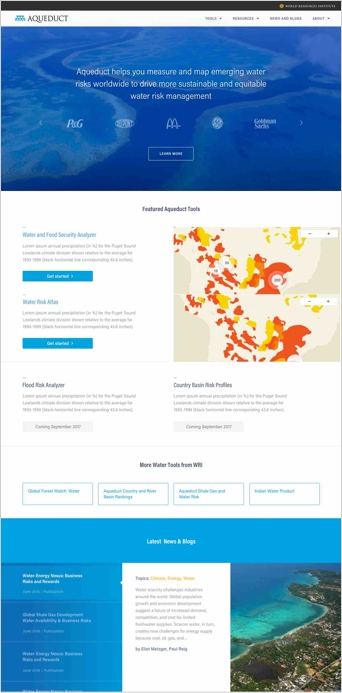 WORLD RESOURCES INSTITUTE
AQUEDUCT
TOOLS RESOURCES NEWS AND BLOGS ABOUT
Aqueduct helps you measure and map emerging water
risks worldwide to drive more sustainable and equitable
water risk management
P&G DUPONT M GE Goldman Sachs
LEARN MORE
Featured Aqueduct Tools
Water and Food Security Analyzer
Lorem ipsum annual precipitation (in %) for the Puget Sound
Lowlands climate division shown relative to the average for
1950-1999 (black horizontal line corresponding 43.6 inches).
Get started
Water Risk Atlas
Lorem ipsum annual precipitation (in %) for the Puget Sound
Lowlands climate division shown relative to the average for
1950-1999 (black horizontal line corresponding 43.6 inches).
Get started
Flood Risk Analyzer
Lorem ipsum annual precipitation (in %) for the Puget Sound
Lowlands climate division shown relative to the average for
1950-1999 (black horizontal line corresponding 43.6 inches).
Coming September 2017
Country Basin Risk Profiles
Lorem ipsum annual precipitation (in %) for the Puget Sound
Lowlands climate division shown relative to the average for
1950-1999 (black horizontal line corresponding 43.6 inches).
Coming September 2017
More Water Tools from WRI
Global Forest Watch: Water
Aqueduct Country and River
Basin Rankings
Aqueduct Shale Gas and
Water Risk
Indian Water Product
Latest News & Blogs
Water-Energy Nexus: Business
Risks and Rewards
June 2016 / Publication
Global Shale Gas Development:
Water Availability & Business Risks
June 2016 / Publication
Water-Energy Nexus: Business
Risks and Rewards
June 2016 / Publication
Water-Energy Nexus: Business
Topics: Climate, Energy, Water
Water scarcity challenges industries
around the world. Global population
growth and economic development
suggest a future of increased demand,
competition, and cost for limited
freshwater supplies. Scarcer water, in turn,
creates new challenges for energy supply
because coal, oil, gas, and...
by Elliot Metzger, Paul Reig